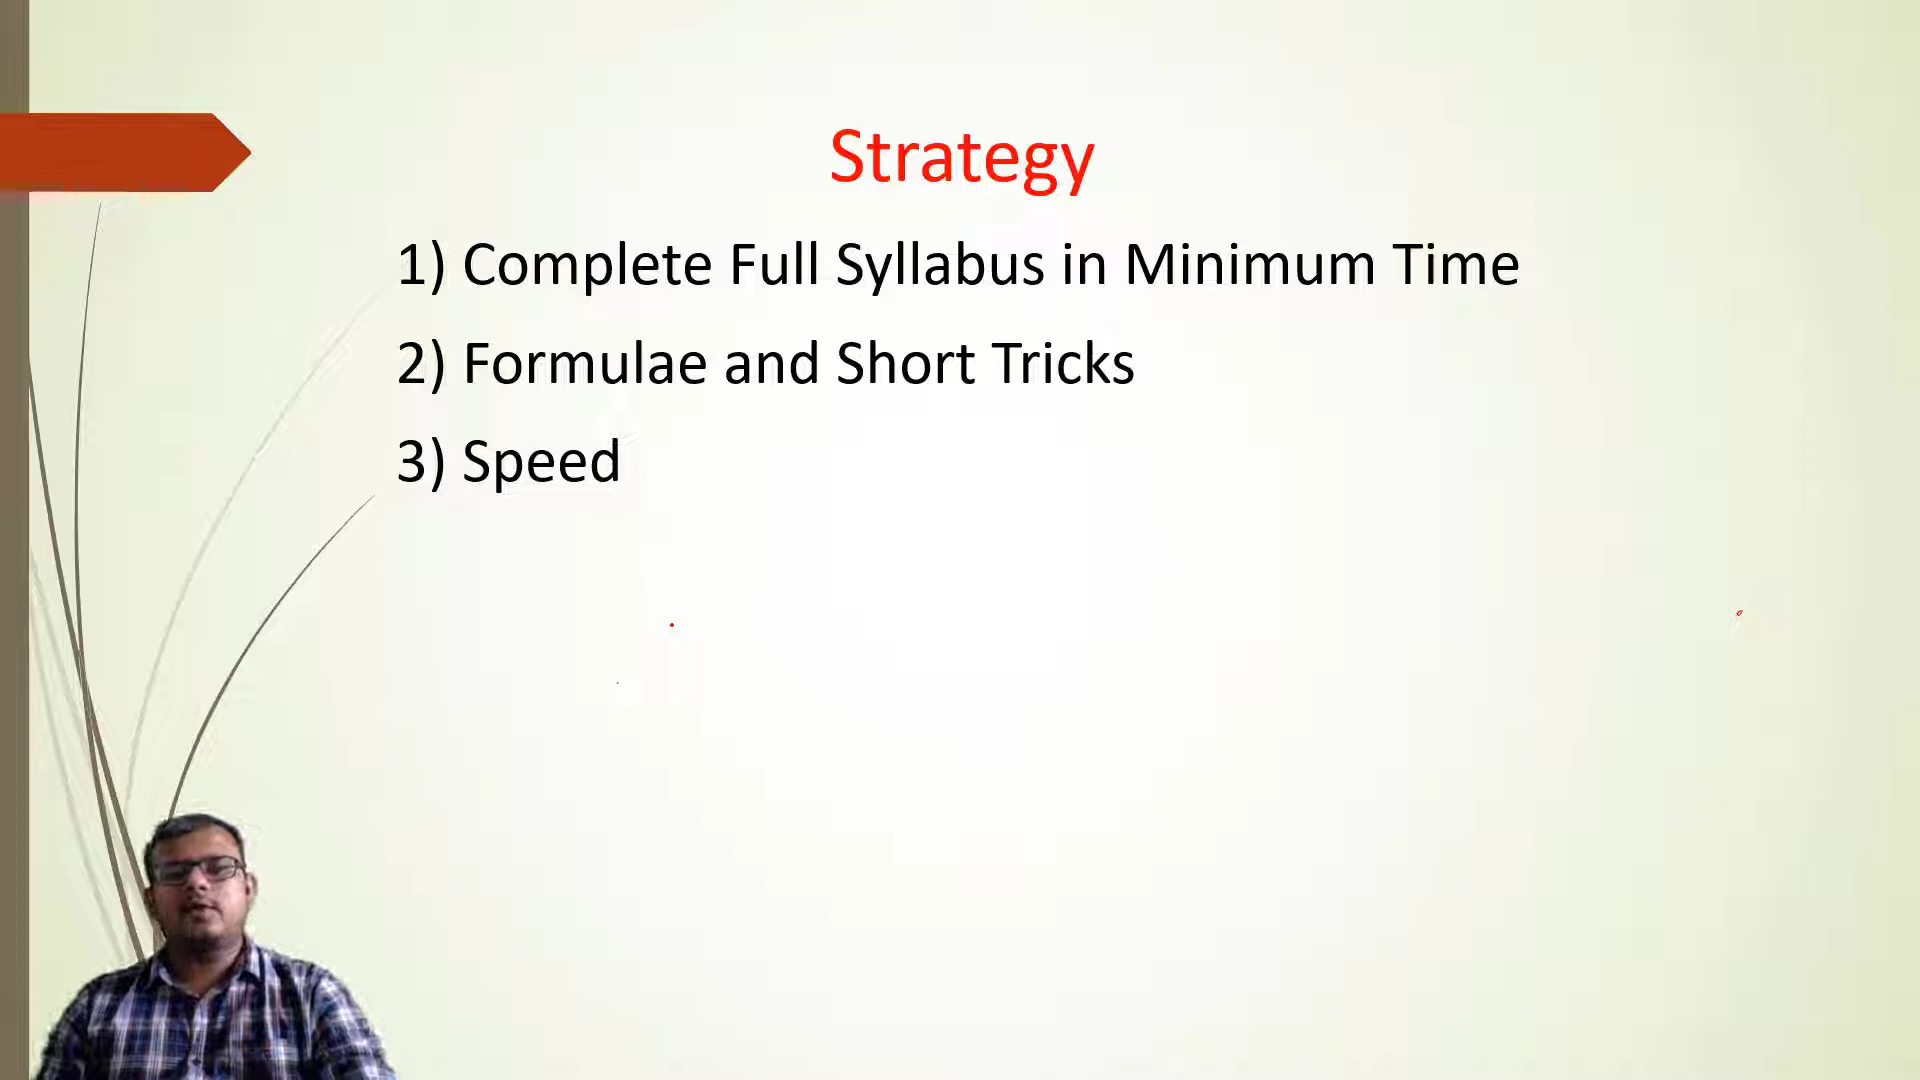 Strategy
1) Complete Full Syllabus in Minimum Time
2) Formulae and Short Tricks
3) Speed